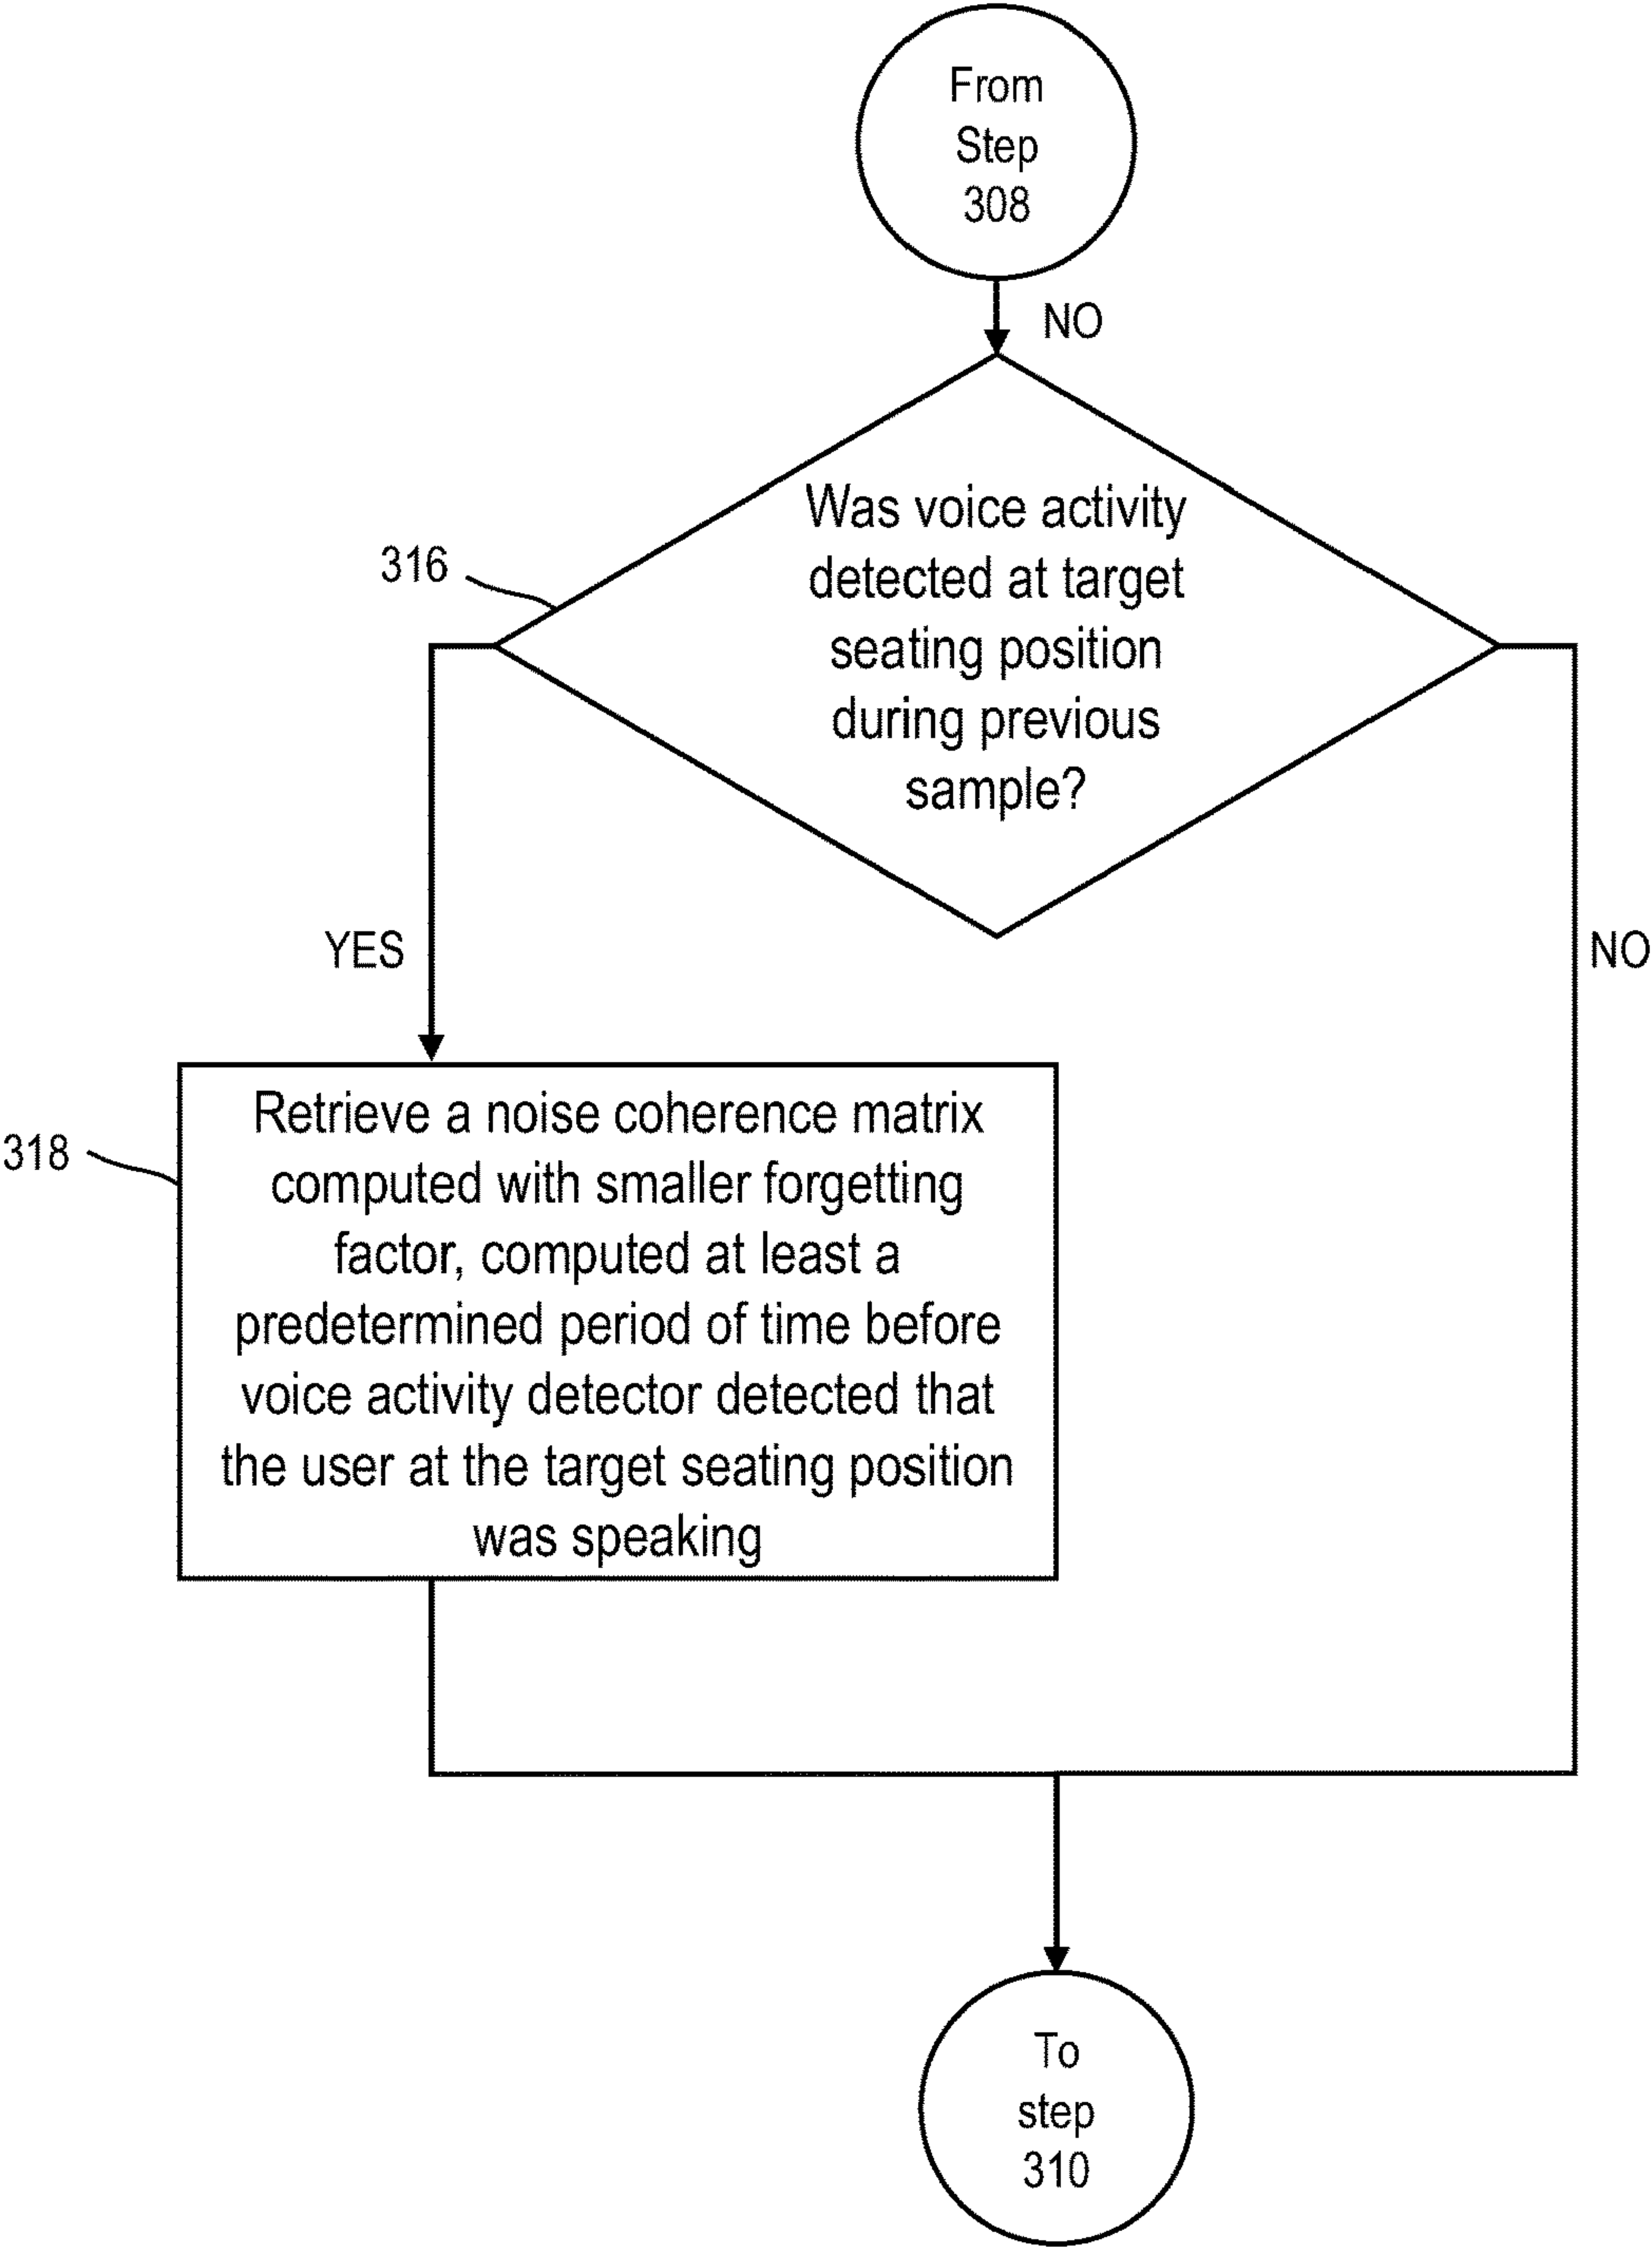 From
Step
308
NO
Was voice activity
detected at target
seating position
during previous
sample?
316
YES
NO
Retrieve a noise coherence matrix
computed with smaller forgetting
factor, computed at least a
predetermined period of time before
voice activity detector detected that
the user at the target seating position
was speaking
318
To
step
310